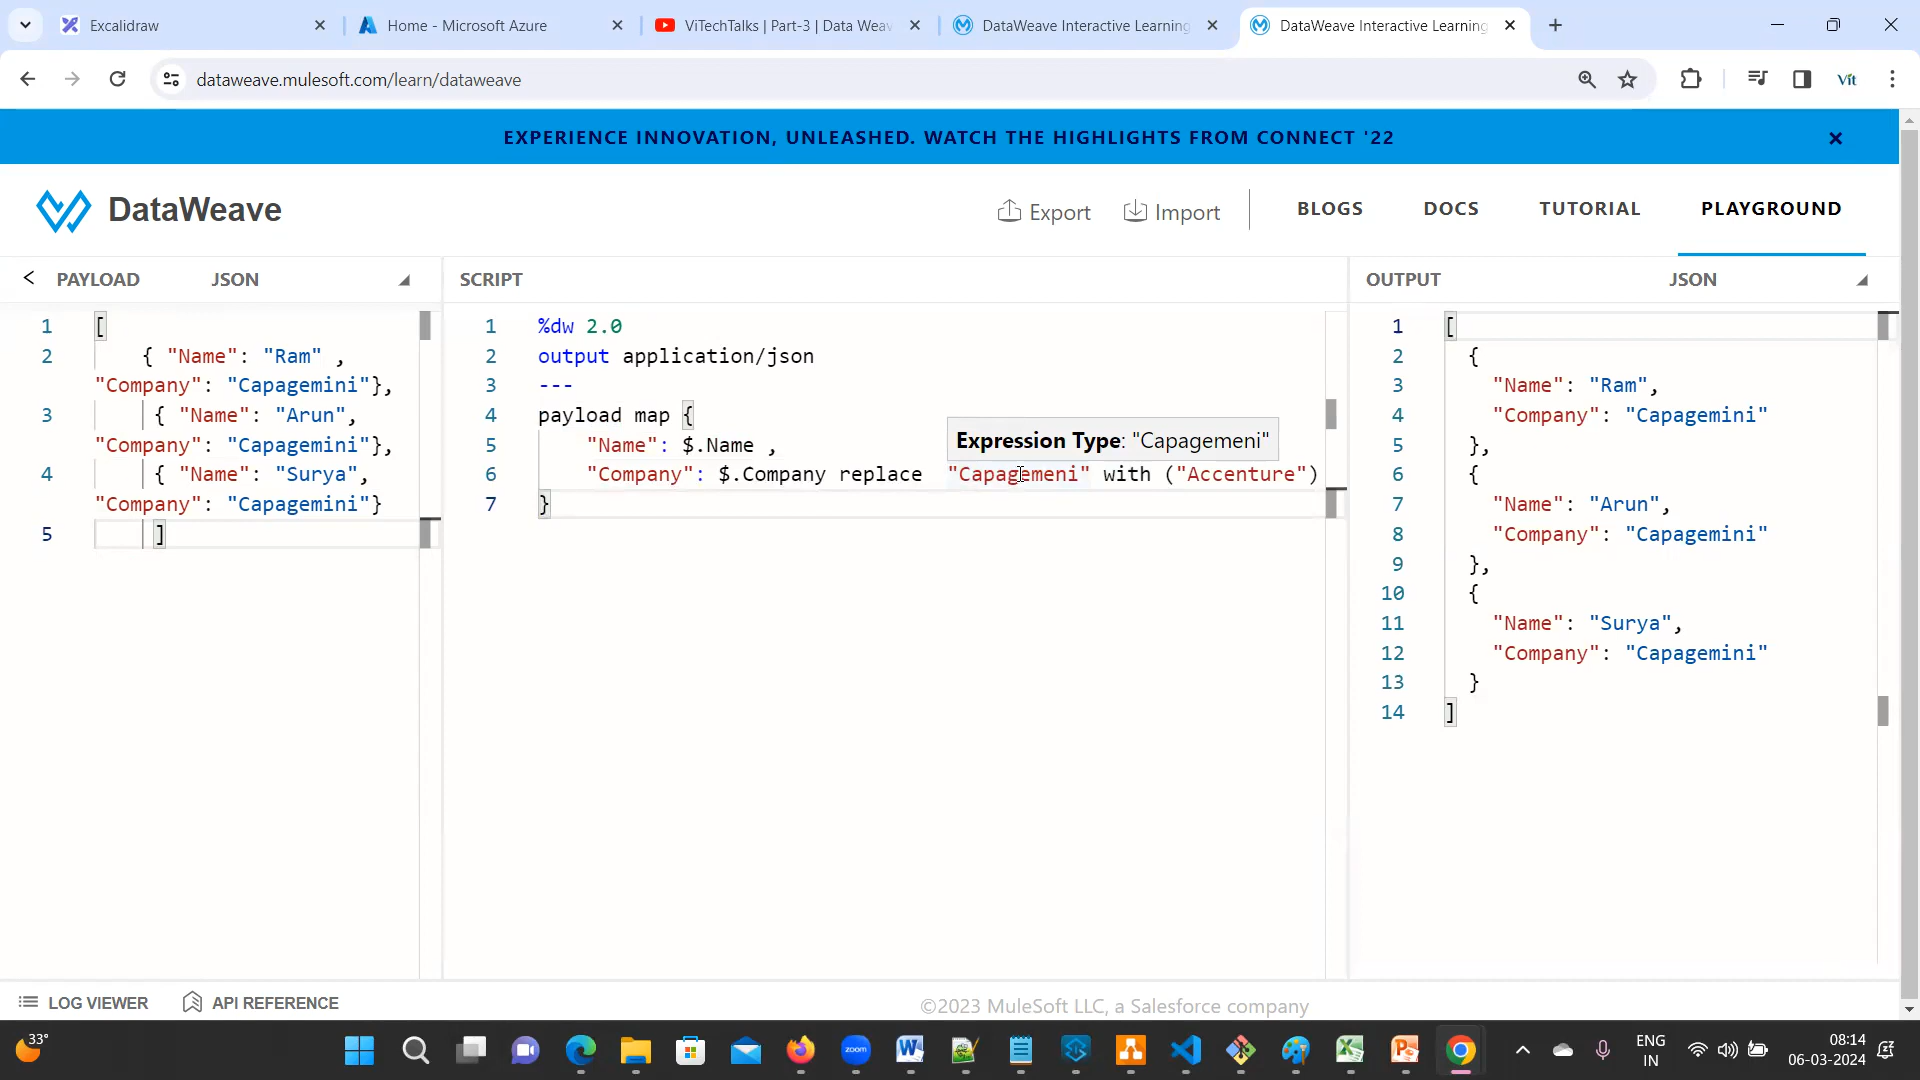 Excalidraw
Home - Microsoft Azure
ViTechTalks | Part-3 | Data Weav
DataWeave Interactive Learning
DataWeave Interactive Learning
dataweave.mulesoft.com/learn/dataweave
Vit
EXPERIENCE INNOVATION, UNLEASHED. WATCH THE HIGHLIGHTS FROM CONNECT '22
DataWeave
Export
Import
BLOGS
DOCS
TUTORIAL
PLAYGROUND
PAYLOAD
JSON
1 [
2 { "Name": "Ram" ,
"Company": "Capagemini"},
3 { "Name": "Arun",
"Company": "Capagemini"},
4 { "Name": "Surya",
"Company": "Capagemini"}
5 ]
SCRIPT
1 %dw 2.0
2 output application/json
3 ---
4 payload map {
5 "Name": $.Name ,
6 "Company": $.Company replace "Capagemeni" with ("Accenture")
7 }
Expression Type: "Capagemeni"
OUTPUT
JSON
1 [
2 {
3 "Name": "Ram",
4 "Company": "Capagemini"
5 },
6 {
7 "Name": "Arun",
8 "Company": "Capagemini"
9 },
10 {
11 "Name": "Surya",
12 "Company": "Capagemini"
13 }
14 ]
LOG VIEWER
API REFERENCE
©2023 MuleSoft LLC, a Salesforce company
33°
zoom
ENG
IN
08:14
06-03-2024